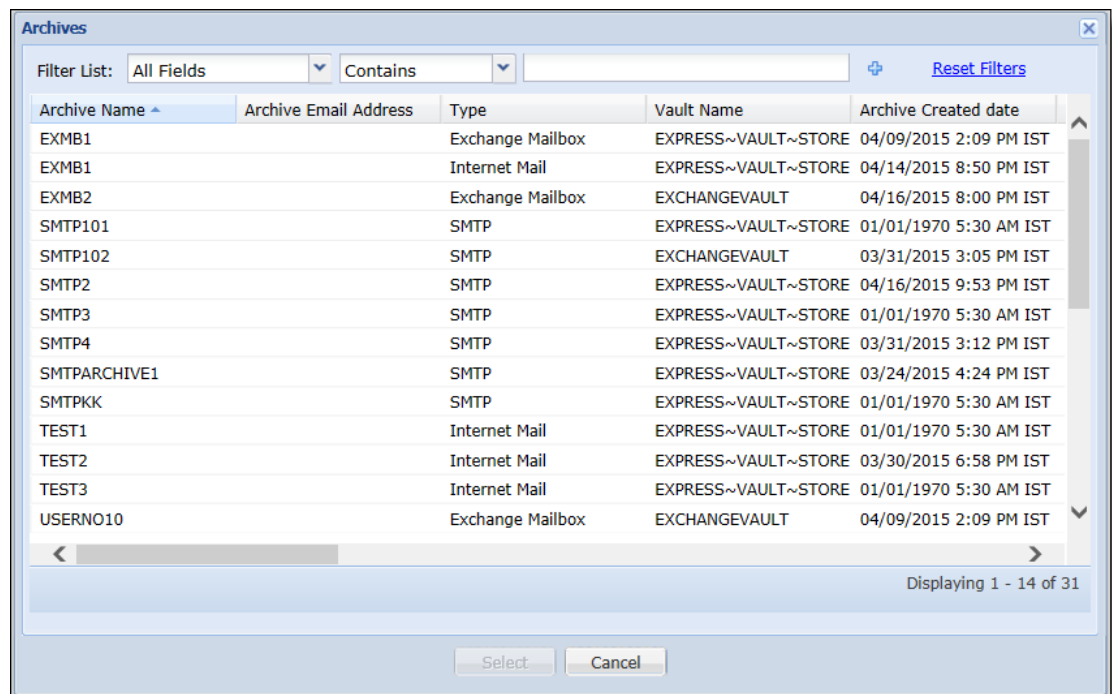 Archives
Filter List: All Fields Contains Reset Filters
Archive Name Archive Email Address Type Vault Name Archive Created date
EXMB1 Exchange Mailbox EXPRESS~VAULT~STORE 04/09/2015 2:09 PM IST
EXMB1 Internet Mail EXPRESS~VAULT~STORE 04/14/2015 8:50 PM IST
EXMB2 Exchange Mailbox EXCHANGEVAULT 04/16/2015 8:00 PM IST
SMTP101 SMTP EXPRESS~VAULT~STORE 01/01/1970 5:30 AM IST
SMTP102 SMTP EXCHANGEVAULT 03/31/2015 3:05 PM IST
SMTP2 SMTP EXPRESS~VAULT~STORE 04/16/2015 9:53 PM IST
SMTP3 SMTP EXPRESS~VAULT~STORE 01/01/1970 5:30 AM IST
SMTP4 SMTP EXPRESS~VAULT~STORE 03/31/2015 3:12 PM IST
SMTPARCHIVE1 SMTP EXPRESS~VAULT~STORE 03/24/2015 4:24 PM IST
SMTPKK SMTP EXPRESS~VAULT~STORE 01/01/1970 5:30 AM IST
TEST1 Internet Mail EXPRESS~VAULT~STORE 01/01/1970 5:30 AM IST
TEST2 Internet Mail EXPRESS~VAULT~STORE 03/30/2015 6:58 PM IST
TEST3 Internet Mail EXPRESS~VAULT~STORE 01/01/1970 5:30 AM IST
USERNO10 Exchange Mailbox EXCHANGEVAULT 04/09/2015 2:09 PM IST
Displaying 1 - 14 of 31
Select Cancel